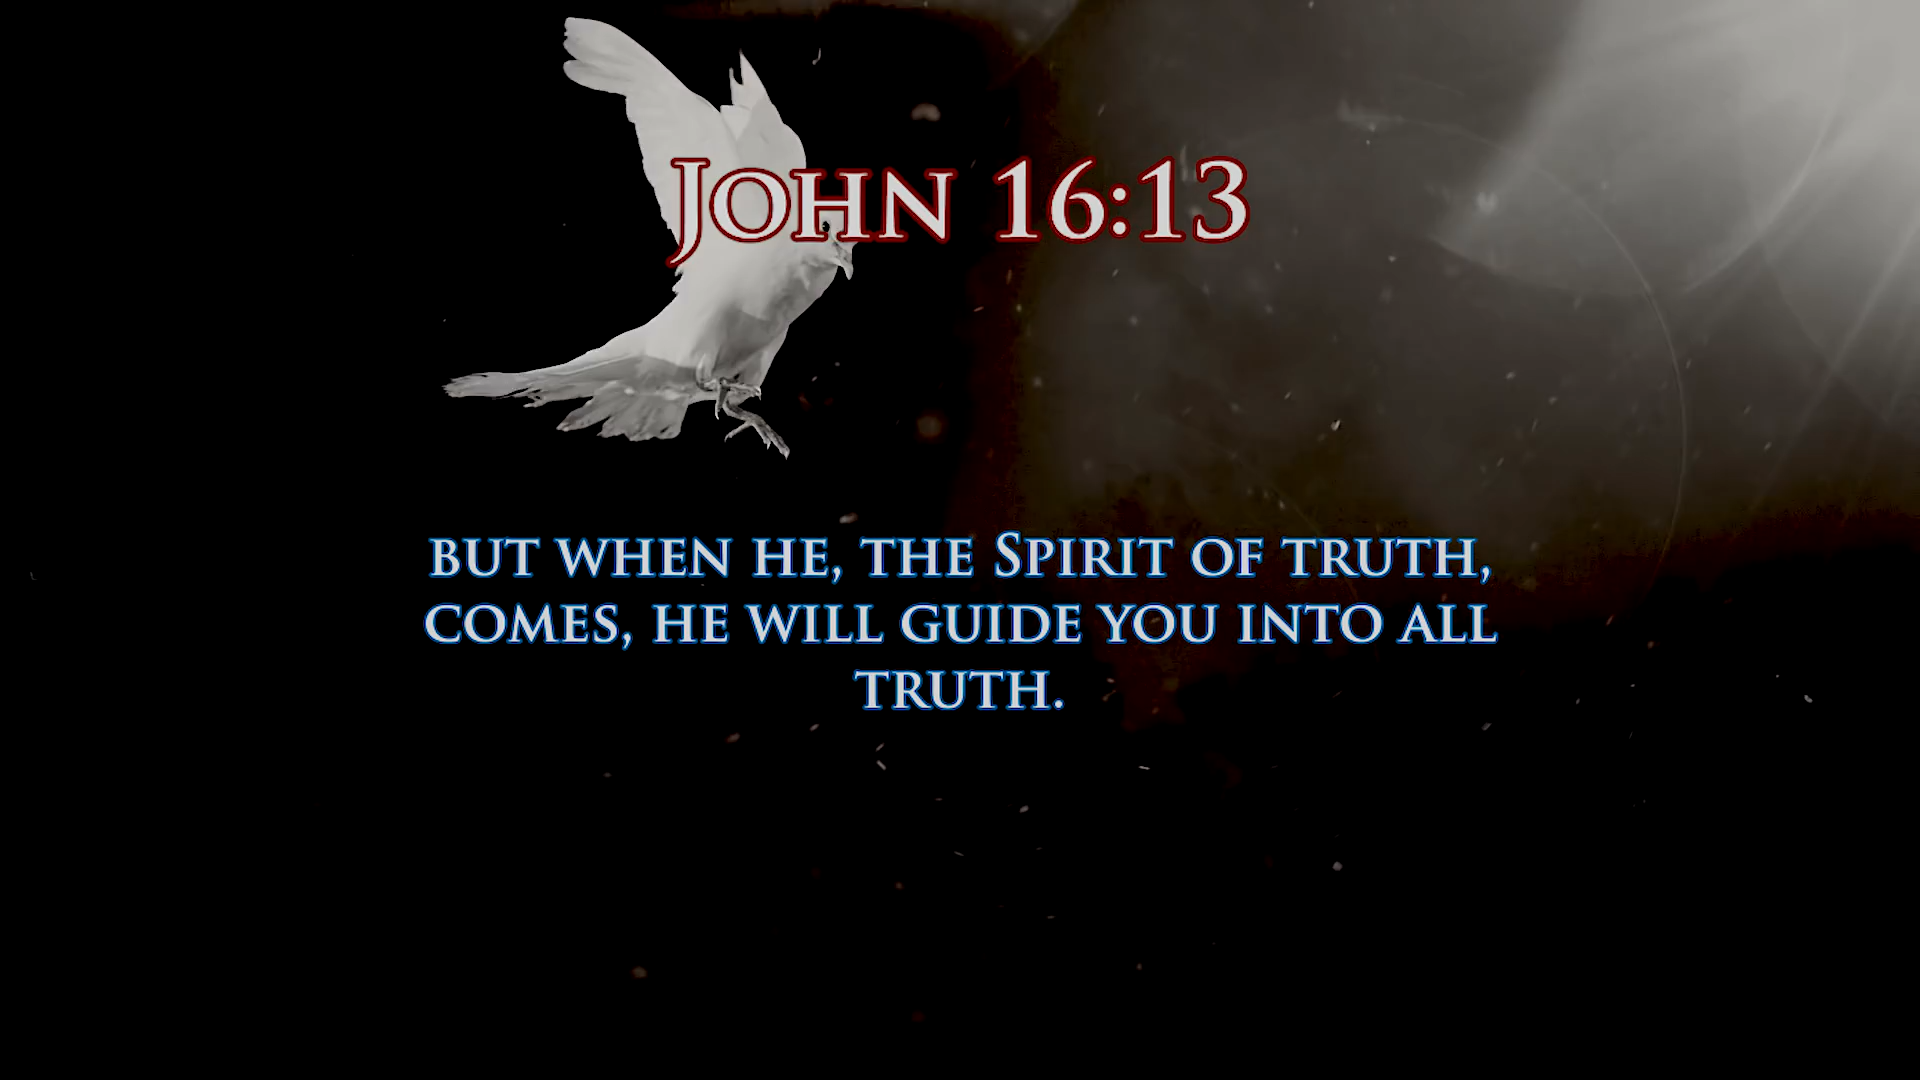 John 16:13
but when he, the Spirit of truth,
comes, he will guide you into all
truth.